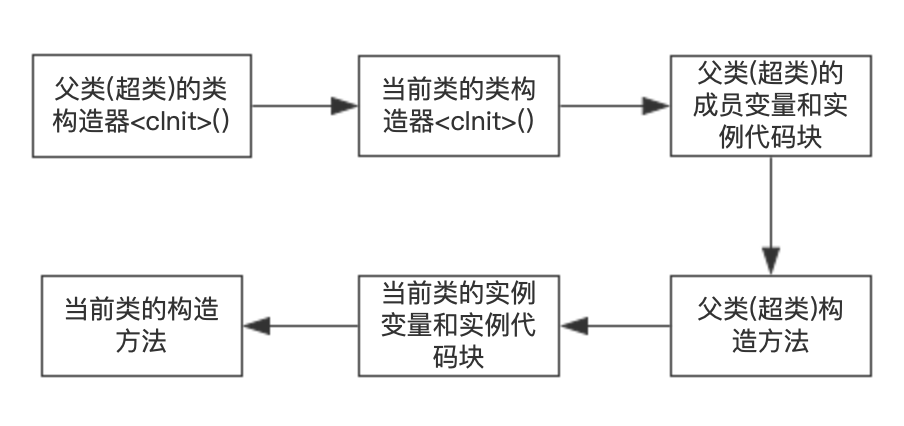 父类(超类)的类
构造器<clnit>()
当前类的类构
造器<clnit>()
父类(超类)的
成员变量和实
例代码块
父类(超类)构
造方法
当前类的实例
变量和实例代
码块
当前类的构造
方法